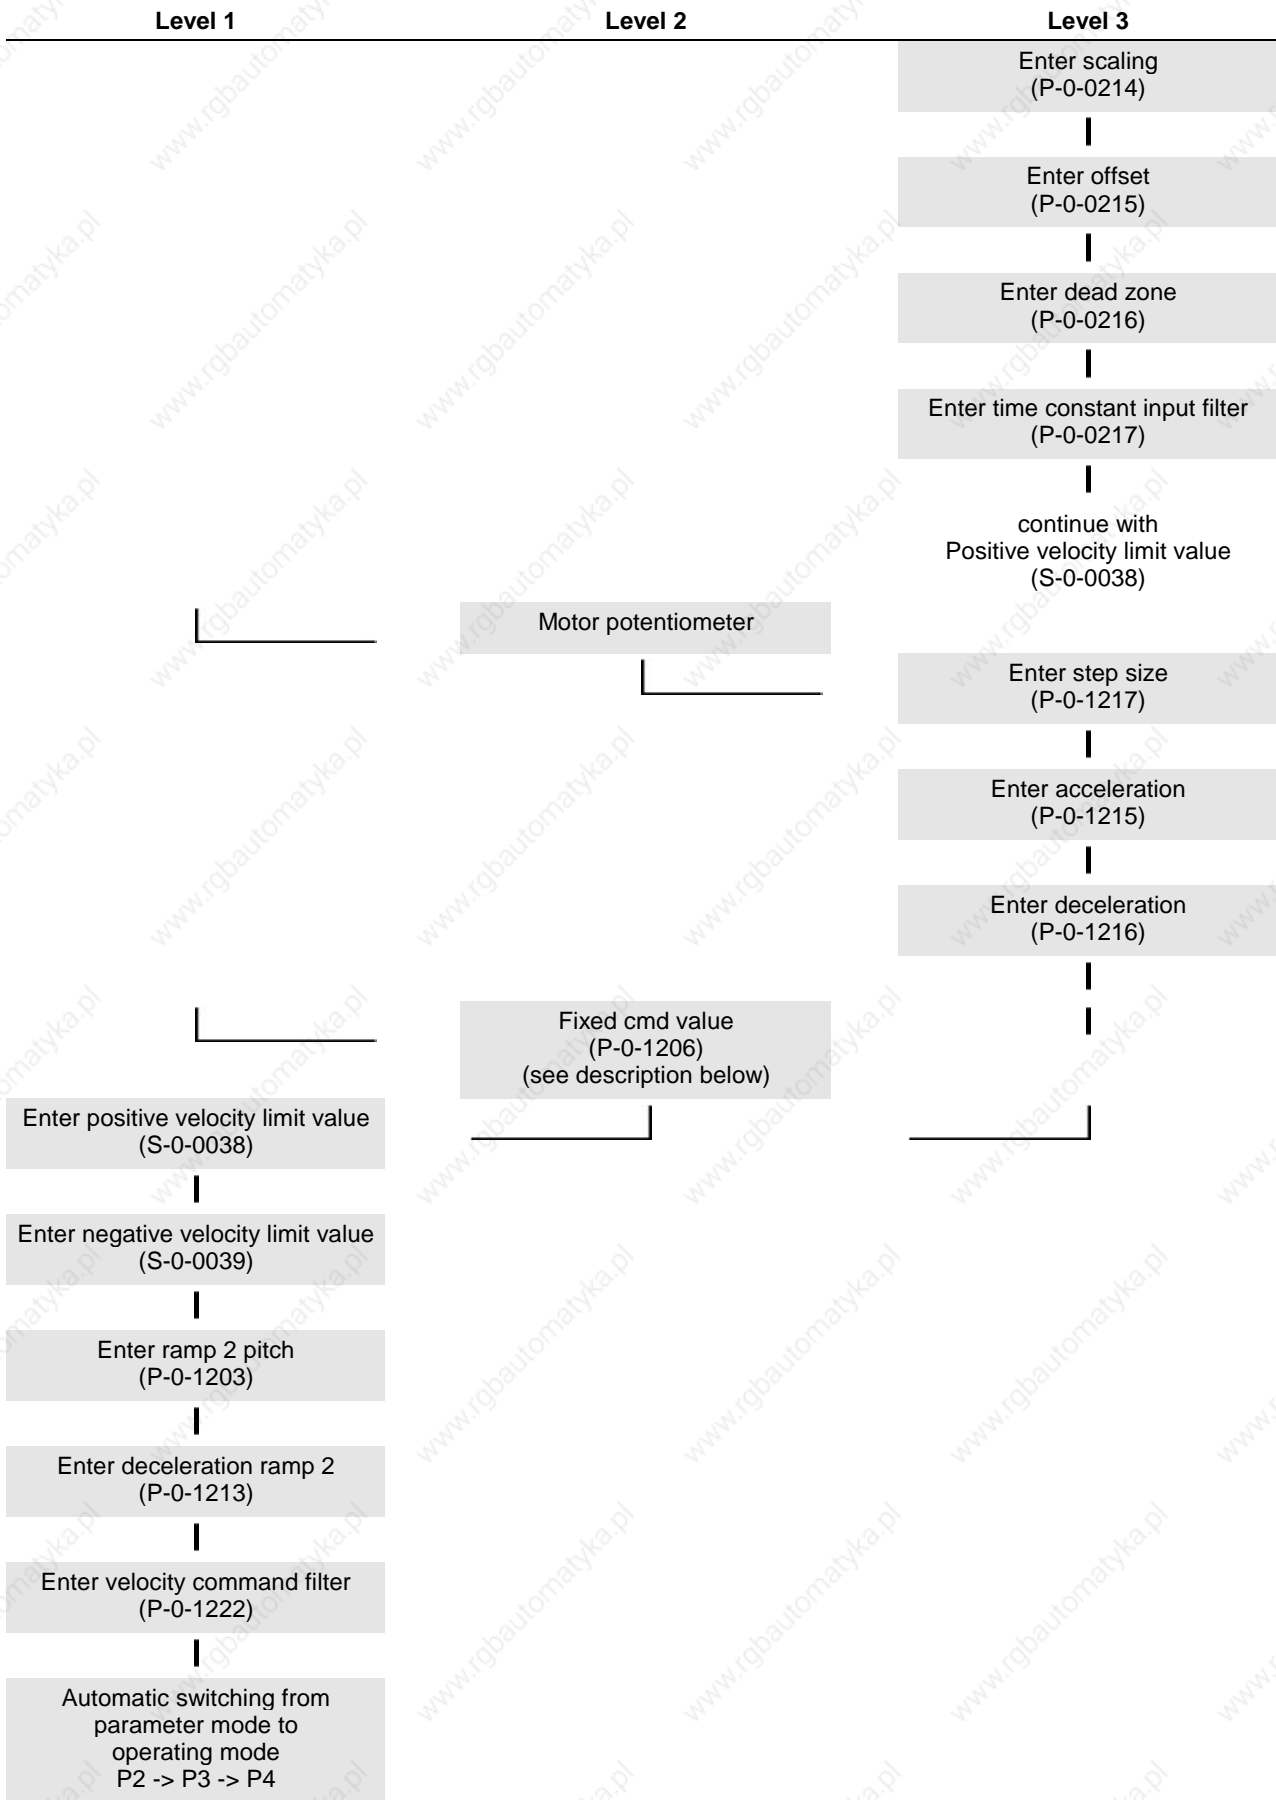 Level 1 Level 2 Level 3
Enter scaling
(P-0-0214)
Enter offset
(P-0-0215)
Enter dead zone
(P-0-0216)
Enter time constant input filter
(P-0-0217)
continue with
Positive velocity limit value
(S-0-0038)
Motor potentiometer
Enter step size
(P-0-1217)
Enter acceleration
(P-0-1215)
Enter deceleration
(P-0-1216)
Fixed cmd value
(P-0-1206)
(see description below)
Enter positive velocity limit value
(S-0-0038)
Enter negative velocity limit value
(S-0-0039)
Enter ramp 2 pitch
(P-0-1203)
Enter deceleration ramp 2
(P-0-1213)
Enter velocity command filter
(P-0-1222)
Automatic switching from
parameter mode to
operating mode
P2 -> P3 -> P4
www.rgbautomatyka.pl